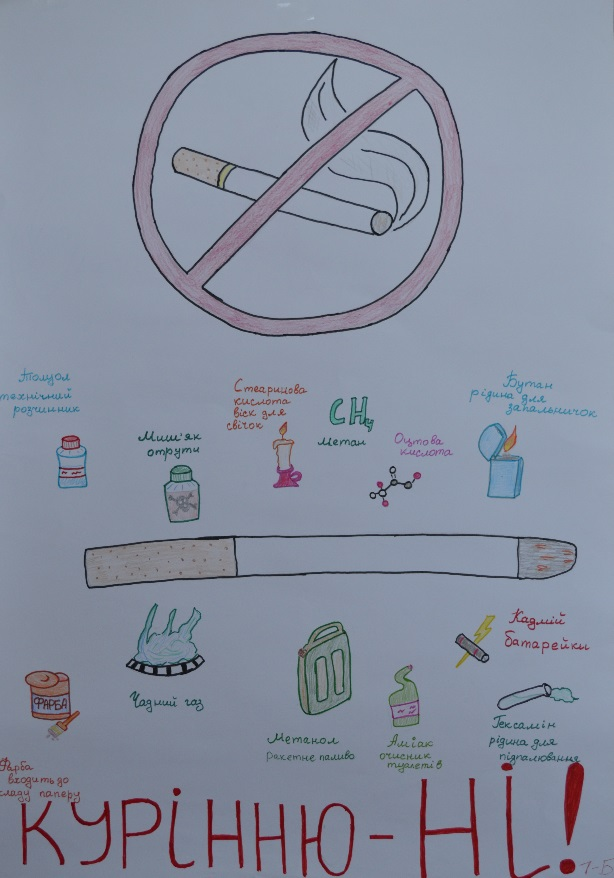 Толуол
технічний
розчинник
Миш'як
отрути
Стеаринова
кислота
віск для
свічок
CH4
метан
Оцтова
кислота
Бутан
рідина для
запальничок
ФАРБА
Фарба
входить до
складу паперу
Чадний газ
Метанол
ракетне паливо
Аміак
очисник
туалетів
Кадмій
батарейки
Гексамін
рідина для
підпалювання
КУРІННЮ-НІ!
7-Б